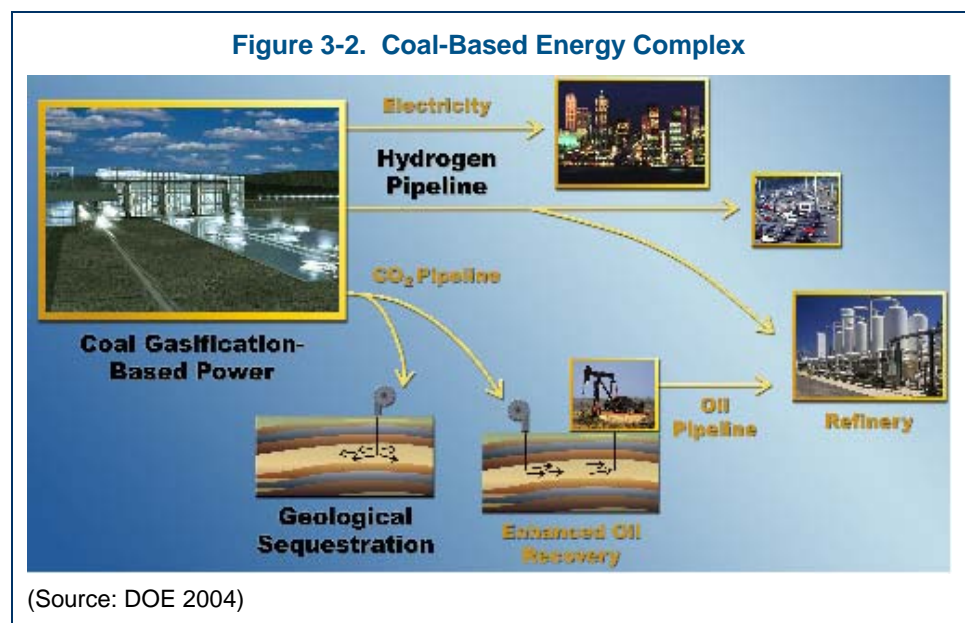 Figure 3-2. Coal-Based Energy Complex
Electricity
Hydrogen
Pipeline
CO₂ Pipeline
Coal Gasification-
Based Power
Oil
Pipeline
Refinery
Geological
Sequestration
Enhanced Oil
Recovery
(Source: DOE 2004)